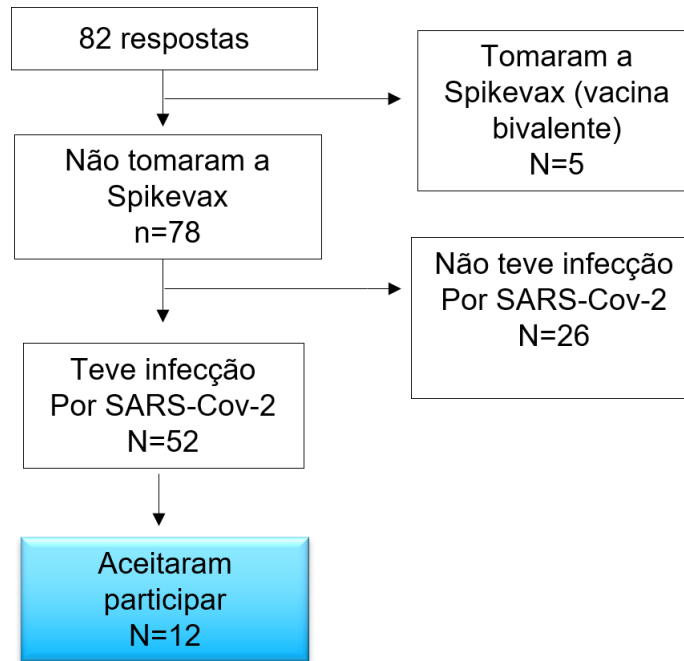 82 respostas
Tomaram a
Spikevax (vacina
bivalente)
N=5
Não tomaram a
Spikevax
n=78
Não teve infecção
Por SARS-Cov-2
N=26
Teve infecção
Por SARS-Cov-2
N=52
Aceitaram
participar
N=12